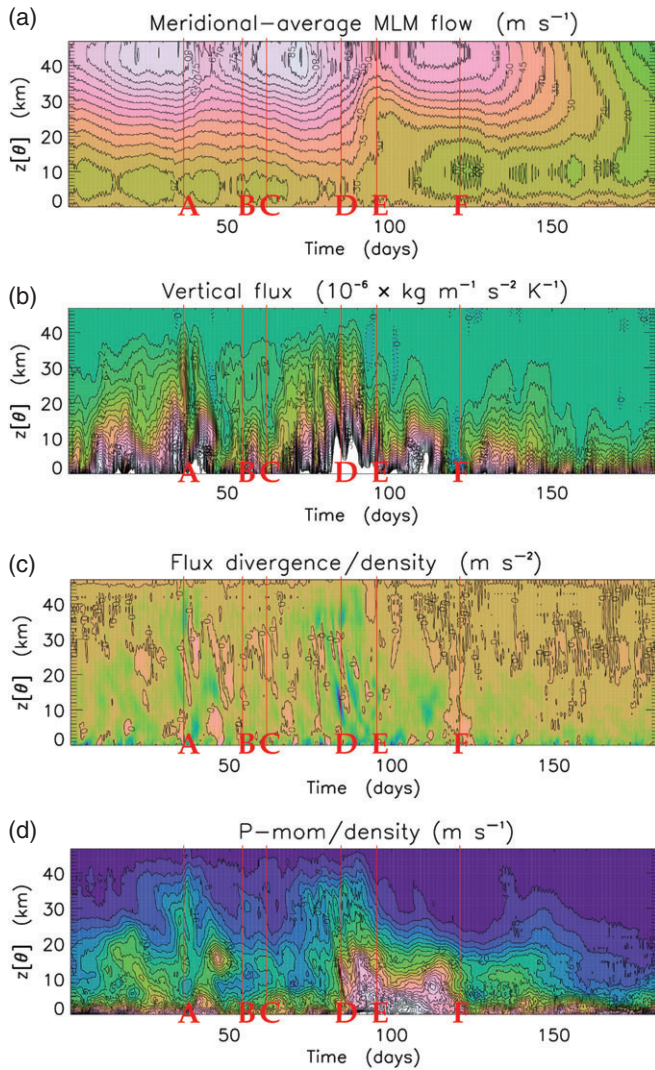 (a)
Meridional-average MLM flow (m s⁻¹)
z[θ] (km)
40
30
20
10
0
A B C D E F
50 100 150
Time (days)
(b)
Vertical flux (10⁻⁶ × kg m⁻¹ s⁻² K⁻¹)
z[θ] (km)
40
30
20
10
0
A B C D E F
50 100 150
Time (days)
(c)
Flux divergence/density (m s⁻²)
z[θ] (km)
40
30
20
10
0
A B C D E F
50 100 150
Time (days)
(d)
P-mom/density (m s⁻¹)
z[θ] (km)
40
30
20
10
0
A B C D E F
50 100 150
Time (days)